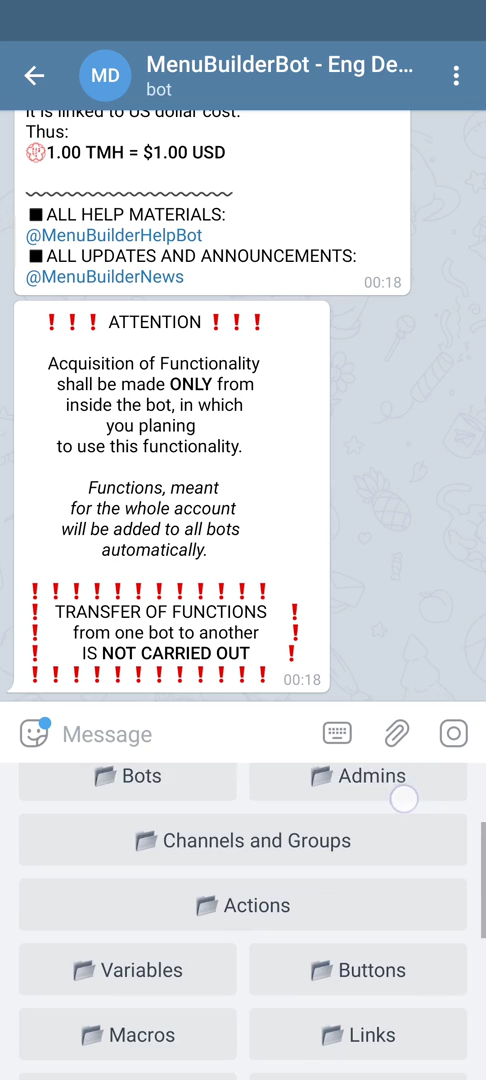 MD
MenuBuilderBot - Eng De...
bot
It is linked to US dollar cost.
Thus:
1.00 TMH = $1.00 USD
ALL HELP MATERIALS:
@MenuBuilderHelpBot
ALL UPDATES AND ANNOUNCEMENTS:
@MenuBuilderNews
00:18
❗❗❗ ATTENTION ❗❗❗
Acquisition of Functionality
shall be made ONLY from
inside the bot, in which
you planing
to use this functionality.
Functions, meant
for the whole account
will be added to all bots
automatically.
❗❗❗❗❗❗❗❗❗❗❗❗
❗ TRANSFER OF FUNCTIONS ❗
❗ from one bot to another ❗
❗ IS NOT CARRIED OUT ❗
❗❗❗❗❗❗❗❗❗❗❗❗
00:18
Message
Bots
Admins
Channels and Groups
Actions
Variables
Buttons
Macros
Links